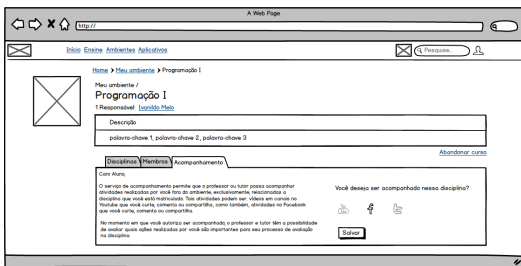 A Web Page
http://
Início Ensine Ambientes Aplicativos
Pesquise..
Home > Meu ambiente > Programação I
Meu ambiente /
Programação I
1 Responsável: Ivonildo Melo
Descrição
palavra-chave 1, palavra-chave 2, palavra-chave 3
Abandonar curso
Disciplinas Membros Acompanhamento
Caro Aluno,
O serviço de acompanhamento permite que o professor ou tutor possa acompanhar
atividades realizadas por você fora do ambiente, exclusivamente, relacionadas a
disciplina que você está matriculado. Tais atividades podem ser: vídeos em canais no
Youtube que você curte, comenta ou compartilha, como também, atividades no Facebook
que você curte, comenta ou compartilha.
No momento em que você autoriza ser acompanhado, o professor e tutor têm a possibilidade
de avaliar quais ações realizadas por você são importantes para seu processo de avaliação
na disciplina.
Você deseja ser acompanhado nessa disciplina?
Salvar